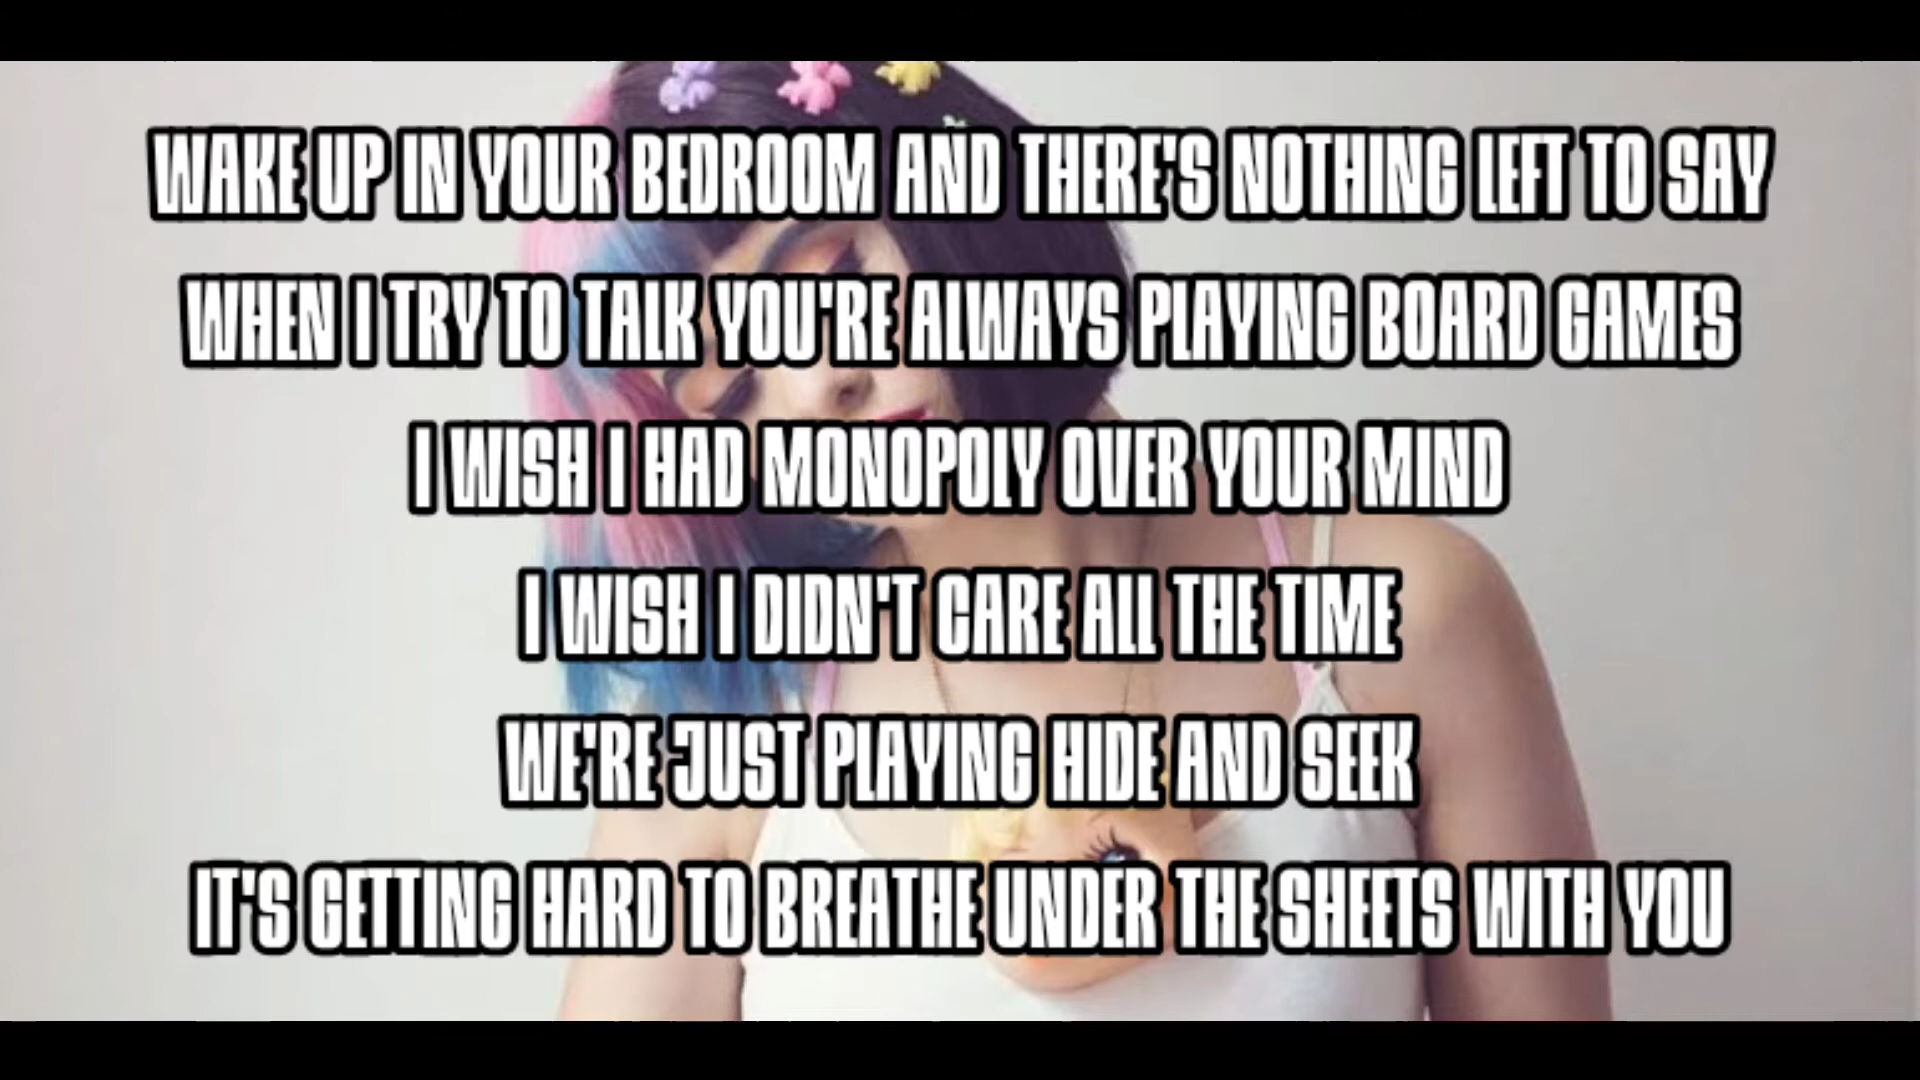 WAKE UP IN YOUR BEDROOM AND THERE'S NOTHING LEFT TO SAY
WHEN I TRY TO TALK YOU'RE ALWAYS PLAYING BOARD GAMES
I WISH I HAD MONOPOLY OVER YOUR MIND
I WISH I DIDN'T CARE ALL THE TIME
WE'RE JUST PLAYING HIDE AND SEEK
IT'S GETTING HARD TO BREATHE UNDER THE SHEETS WITH YOU